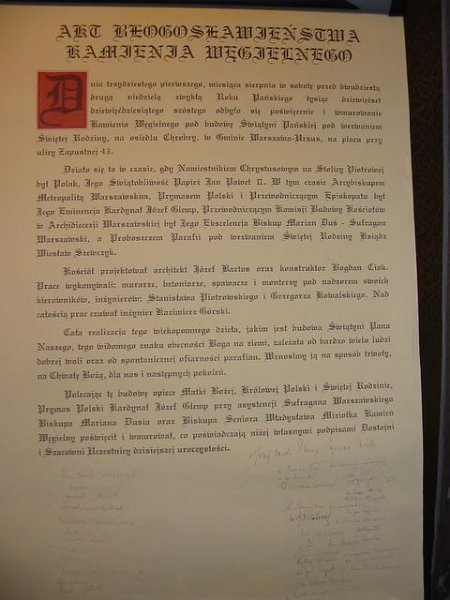 AKT BŁOGOSŁAWIEŃSTWA
KAMIENIA WĘGIELNEGO
Dnia trzydziestego pierwszego, miesiąca sierpnia w sobotę przed dwudziestą
drugą niedzielą zwykłą Roku Pańskiego tysiąc dziewięćset
dziewięćdziesiątego szóstego odbyło się poświęcenie i wmurowanie
Kamienia Węgielnego pod budowę Świątyni Pańskiej pod wezwaniem
Świętej Rodziny, na osiedlu Chrobry, w Gminie Warszawa-Ursus, na placu przy
ulicy Zapustnej 43.
Działo się to w czasie, gdy Namiestnikiem Chrystusowym na Stolicy Piotrowej
był Polak, Jego Świątobliwość Papież Jan Paweł II. W tym czasie Arcybiskupem
Metropolitą Warszawskim, Prymasem Polski i Przewodniczącym Episkopatu był
Jego Eminencja Kardynał Józef Glemp, Przewodniczącym Komisji Budowy Kościołów
w Archidiecezji Warszawskiej był Jego Ekscelencja Biskup Marian Duś - Sufragan
Warszawski, a Proboszczem Parafii pod wezwaniem Świętej Rodziny Ksiądz
Wiesław Szewczyk.
Kościół projektował architekt Józef Bartos oraz konstruktor Bogdan Ciok.
Prace wykonywali: murarze, betoniarze, spawacze i monterzy pod nadzorem swoich
kierowników, inżynierów: Stanisława Piotrowskiego i Grzegorza Kowalskiego. Nad
całością prac czuwał inżynier Kazimierz Górski.
Cała realizacja tego wiekopomnego dzieła, jakim jest budowa Świątyni Pana
Naszego, tego widomego znaku obecności Boga na ziemi, zależała od bardzo wielu ludzi
dobrej woli oraz od spontanicznej ofiarności parafian. Wznosimy ją na sposób trwały,
na Chwałę Bożą, dla nas i następnych pokoleń.
Polecając tę budowę opiece Matki Bożej, Królowej Polski i Świętej Rodzinie,
Prymas Polski Kardynał Józef Glemp przy asystencji Sufragana Warszawskiego
Biskupa Mariana Dusia oraz Biskupa Seniora Władysława Miziołka Kamień
Węgielny poświęcił i wmurował, co poświadczają niżej własnymi podpisami Dostojni
i Szacowni Uczestnicy dzisiejszej uroczystości.